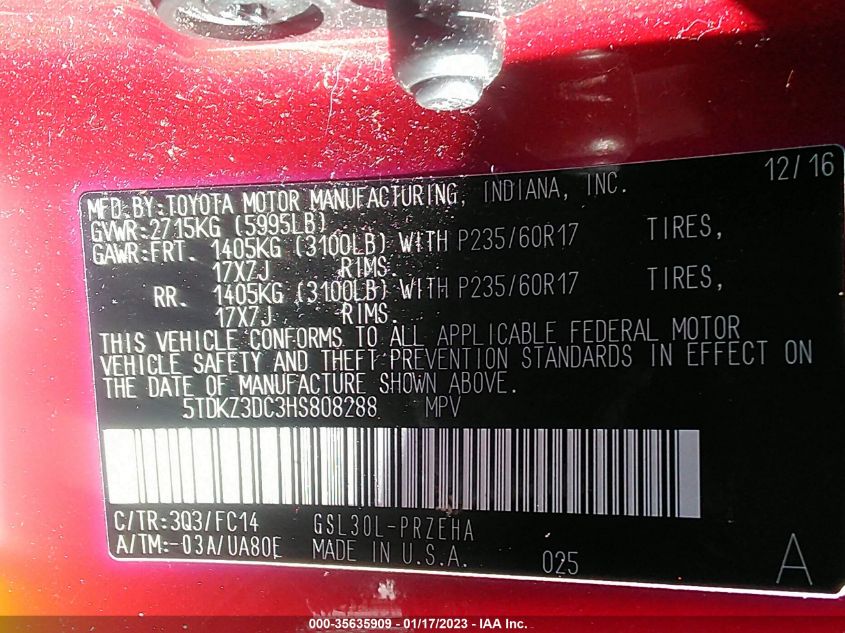 12/16
MFD.BY:TOYOTA MOTOR MANUFACTURING, INDIANA, INC.
GVWR:2715KG (5995LB)
GAWR:FRT. 1405KG (3100LB) WITH P235/60R17 TIRES,
17X7J RIMS.
RR. 1405KG (3100LB) WITH P235/60R17 TIRES,
17X7J RIMS.
THIS VEHICLE CONFORMS TO ALL APPLICABLE FEDERAL MOTOR
VEHICLE SAFETY AND THEFT PREVENTION STANDARDS IN EFFECT ON
THE DATE OF MANUFACTURE SHOWN ABOVE.
5TDKZ3DC3HS808288 MPV
C/TR:3Q3/FC14 GSL30L-PRZEHA
A/TM:-03A/UA80E MADE IN U.S.A. 025 A
000-35635909 - 01/17/2023 - IAA Inc.